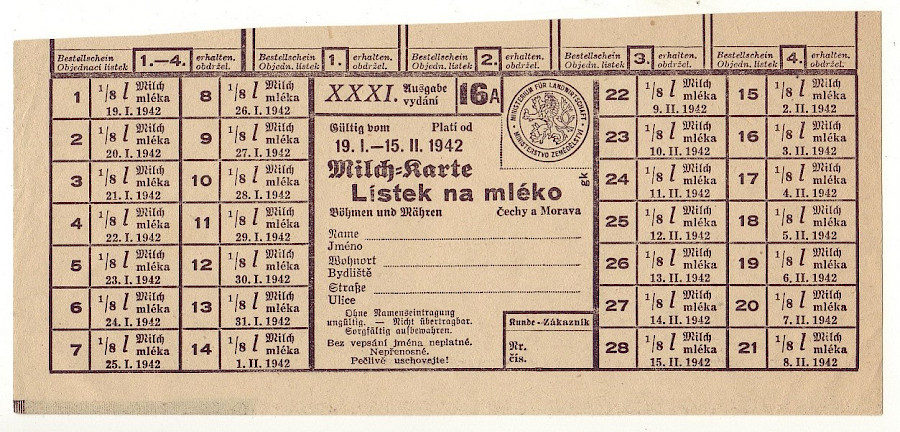 Bestellschein
Objednací lístek
1.—4.
erhalten.
obdržel.
Bestellschein
Objedn. lístek
1.
erhalten.
obdržel.
Bestellschein
Objedn. lístek
2.
erhalten.
obdržel.
Bestellschein
Objedn. lístek
3.
erhalten.
obdržel.
Bestellschein
Objedn. lístek
4.
erhalten.
obdržel.
1
1/8 l Milch
mléka
19. I. 1942
8
1/8 l Milch
mléka
26. I. 1942
2
1/8 l Milch
mléka
20. I. 1942
9
1/8 l Milch
mléka
27. I. 1942
3
1/8 l Milch
mléka
21. I. 1942
10
1/8 l Milch
mléka
28. I. 1942
4
1/8 l Milch
mléka
22. I. 1942
11
1/8 l Milch
mléka
29. I. 1942
5
1/8 l Milch
mléka
23. I. 1942
12
1/8 l Milch
mléka
30. I. 1942
6
1/8 l Milch
mléka
24. I. 1942
13
1/8 l Milch
mléka
31. I. 1942
7
1/8 l Milch
mléka
25. I. 1942
14
1/8 l Milch
mléka
1. II. 1942
XXXI. Ausgabe
vydání
16A
MINISTERIUM FÜR LANDWIRTSCHAFT
MINISTERSTVO ZEMĚDĚLSTVÍ
Gültig vom Platí od
19. I.—15. II. 1942
Milch-Karte
Lístek na mléko
gk
Böhmen und Mähren Čechy a Morava
Name
Jméno
Wohnort
Bydliště
Straße
Ulice
Ohne Namenseintragung
ungültig. — Nicht übertragbar.
Sorgfältig aufbewahren.
Bez vepsání jména neplatné.
Nepřenosné.
Pečlivě uschovejte!
Kunde - Zákazník
Nr.
čís.
22
1/8 l Milch
mléka
9. II. 1942
15
1/8 l Milch
mléka
2. II. 1942
23
1/8 l Milch
mléka
10. II. 1942
16
1/8 l Milch
mléka
3. II. 1942
24
1/8 l Milch
mléka
11. II. 1942
17
1/8 l Milch
mléka
4. II. 1942
25
1/8 l Milch
mléka
12. II. 1942
18
1/8 l Milch
mléka
5. II. 1942
26
1/8 l Milch
mléka
13. II. 1942
19
1/8 l Milch
mléka
6. II. 1942
27
1/8 l Milch
mléka
14. II. 1942
20
1/8 l Milch
mléka
7. II. 1942
28
1/8 l Milch
mléka
15. II. 1942
21
1/8 l Milch
mléka
8. II. 1942